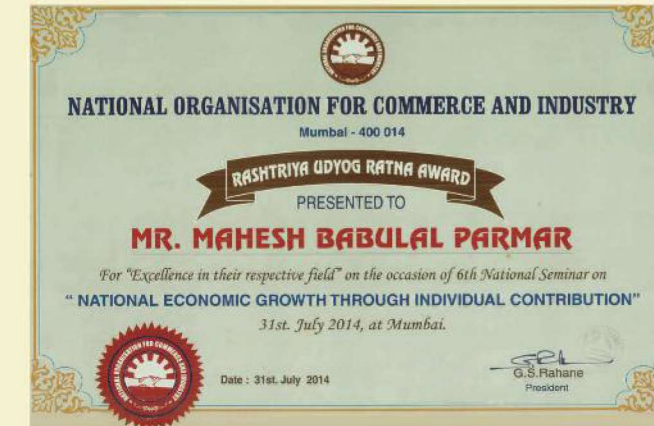 NATIONAL ORGANISATION FOR COMMERCE AND INDUSTRY
Mumbai - 400 014
RASHTRIYA UDYOG RATNA AWARD
PRESENTED TO
MR. MAHESH BABULAL PARMAR
For "Excellence in their respective field" on the occasion of 6th National Seminar on
" NATIONAL ECONOMIC GROWTH THROUGH INDIVIDUAL CONTRIBUTION"
31st. July 2014, at Mumbai.
Date : 31st. July 2014
G.S.Rahane
President